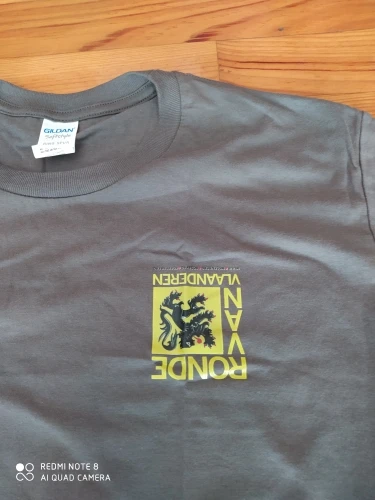 GILDAN
Softstyle
RONDE
VAN
VLAANDEREN
REDMI NOTE 8
AI QUAD CAMERA